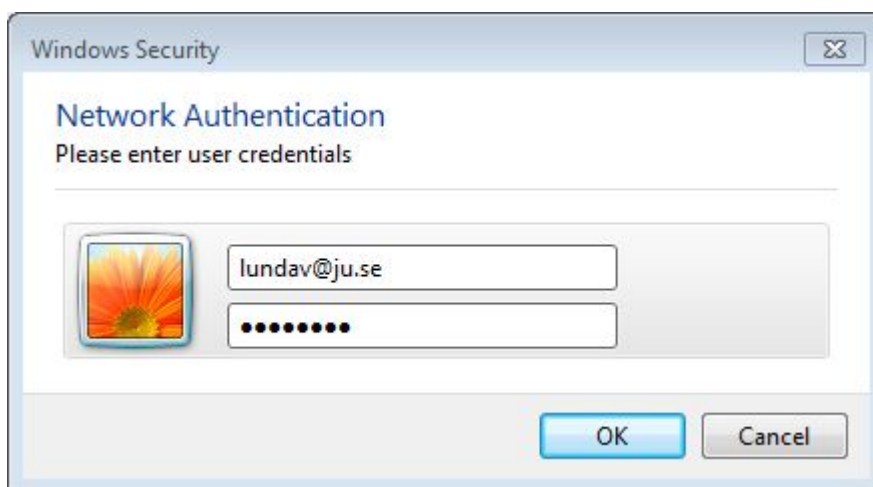 Windows Security
Network Authentication
Please enter user credentials
lundav@ju.se
●●●●●●●●
OK
Cancel